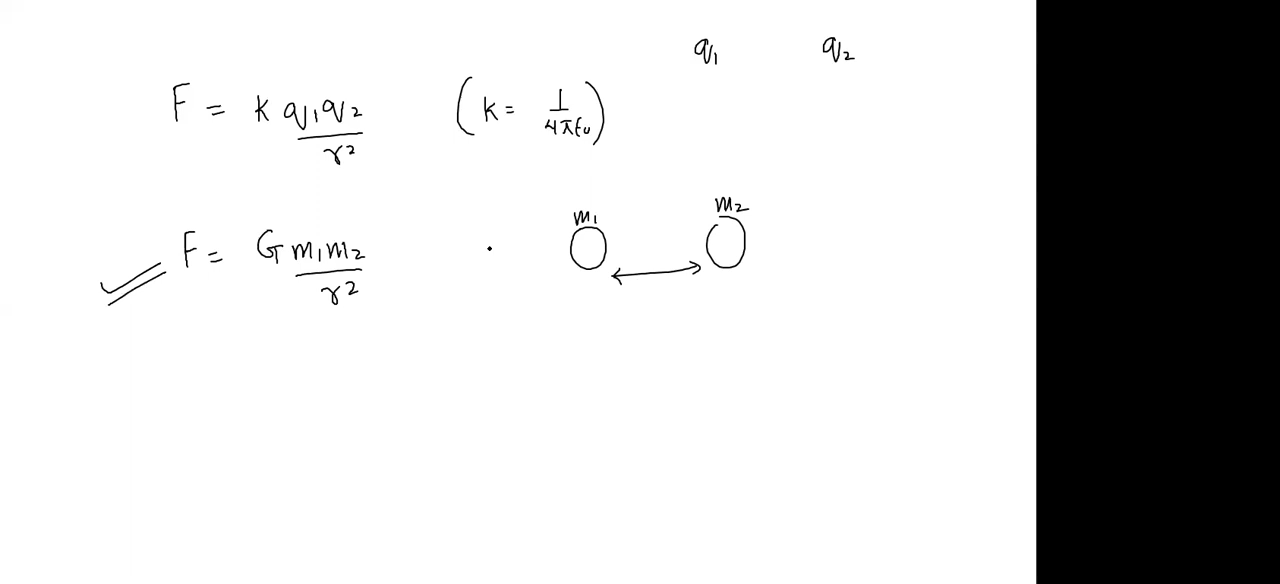 q₁ q₂
F = K q₁q₂ / r² (K = 1 / 4πε₀)
m₁ m₂
F = G m₁m₂ / r²